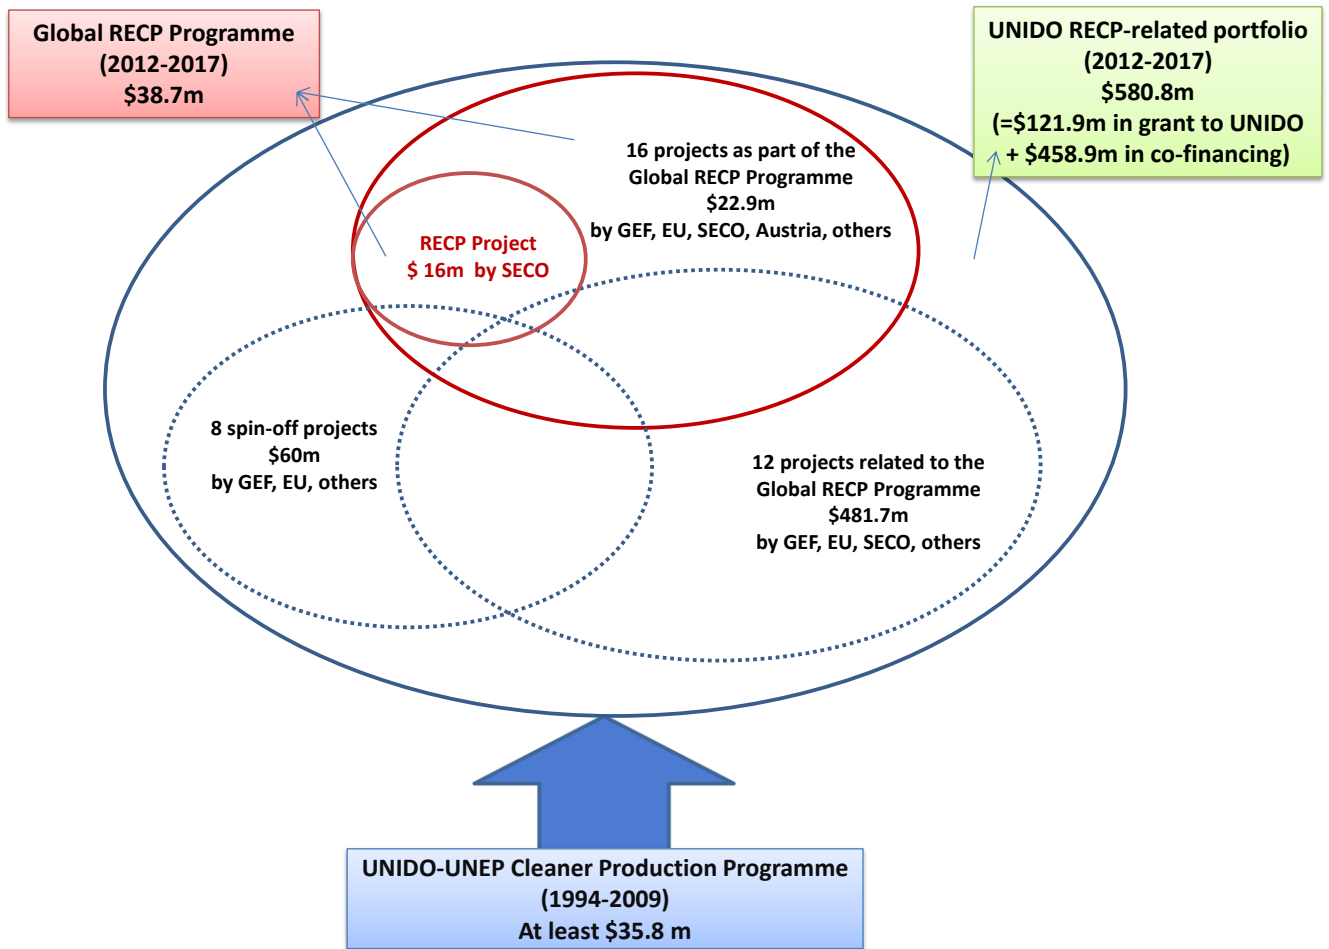 Global RECP Programme
(2012-2017)
$38.7m
UNIDO RECP-related portfolio
(2012-2017)
$580.8m
(=$121.9m in grant to UNIDO
+ $458.9m in co-financing)
16 projects as part of the
Global RECP Programme
$22.9m
by GEF, EU, SECO, Austria, others
RECP Project
$ 16m by SECO
8 spin-off projects
$60m
by GEF, EU, others
12 projects related to the
Global RECP Programme
$481.7m
by GEF, EU, SECO, others
UNIDO-UNEP Cleaner Production Programme
(1994-2009)
At least $35.8 m